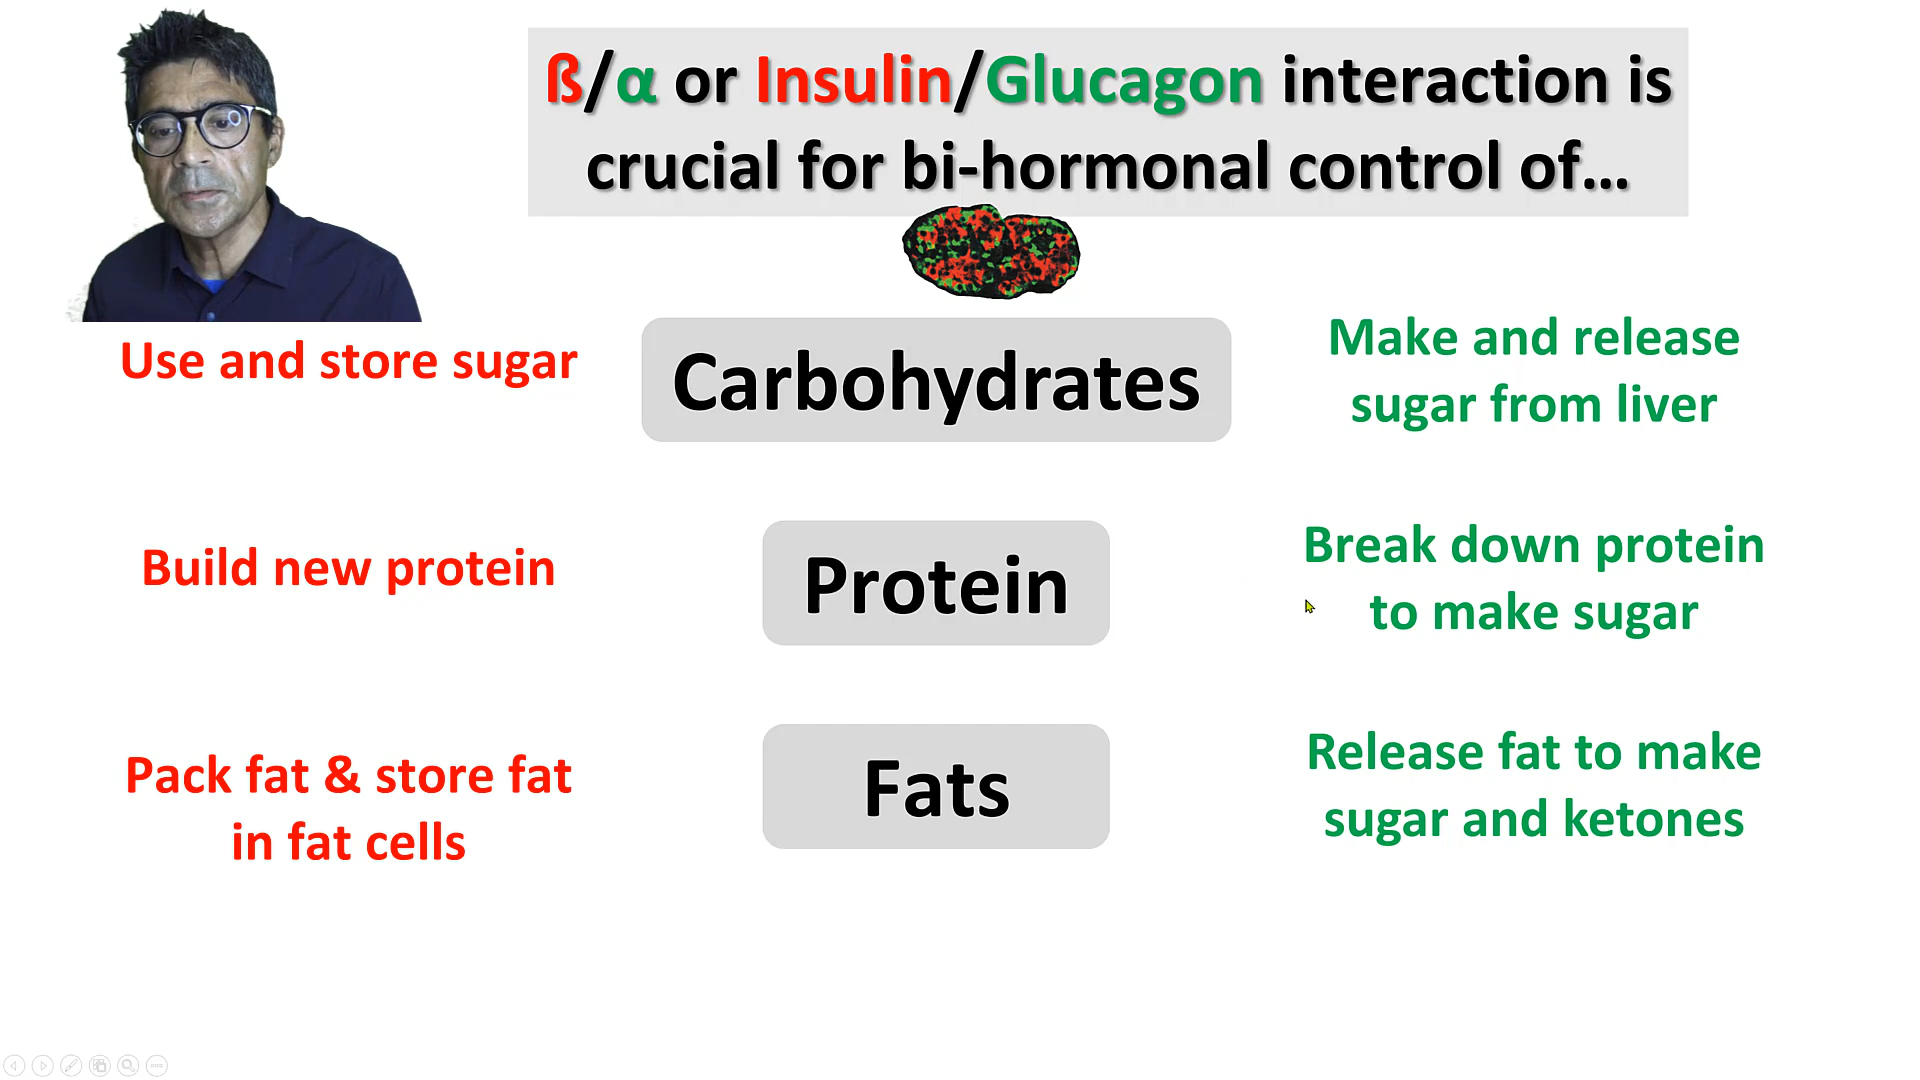 ß/α or Insulin/Glucagon interaction is
crucial for bi-hormonal control of...
Use and store sugar
Carbohydrates
Make and release
sugar from liver
Build new protein
Protein
Break down protein
to make sugar
Pack fat & store fat
in fat cells
Fats
Release fat to make
sugar and ketones